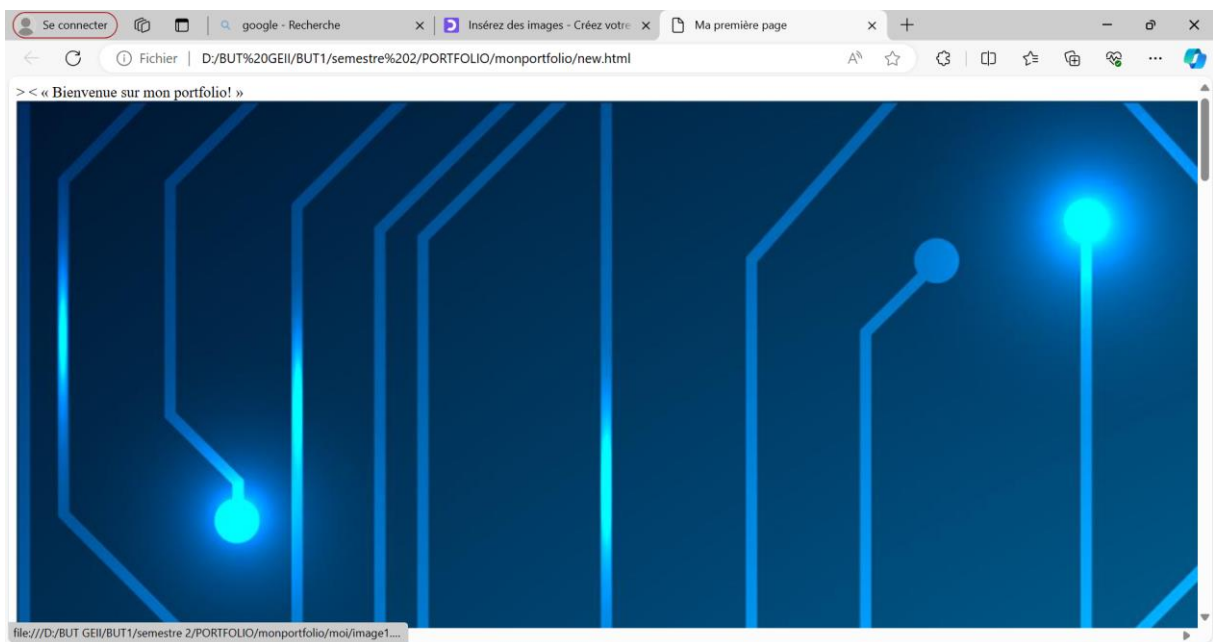 Se connecter
google - Recherche
Insérez des images - Créez votre
Ma première page
Fichier | D:/BUT%20GEII/BUT1/semestre%202/PORTFOLIO/monportfolio/new.html
> < « Bienvenue sur mon portfolio! »
file:///D:/BUT GEII/BUT1/semestre 2/PORTFOLIO/monportfolio/moi/image1....